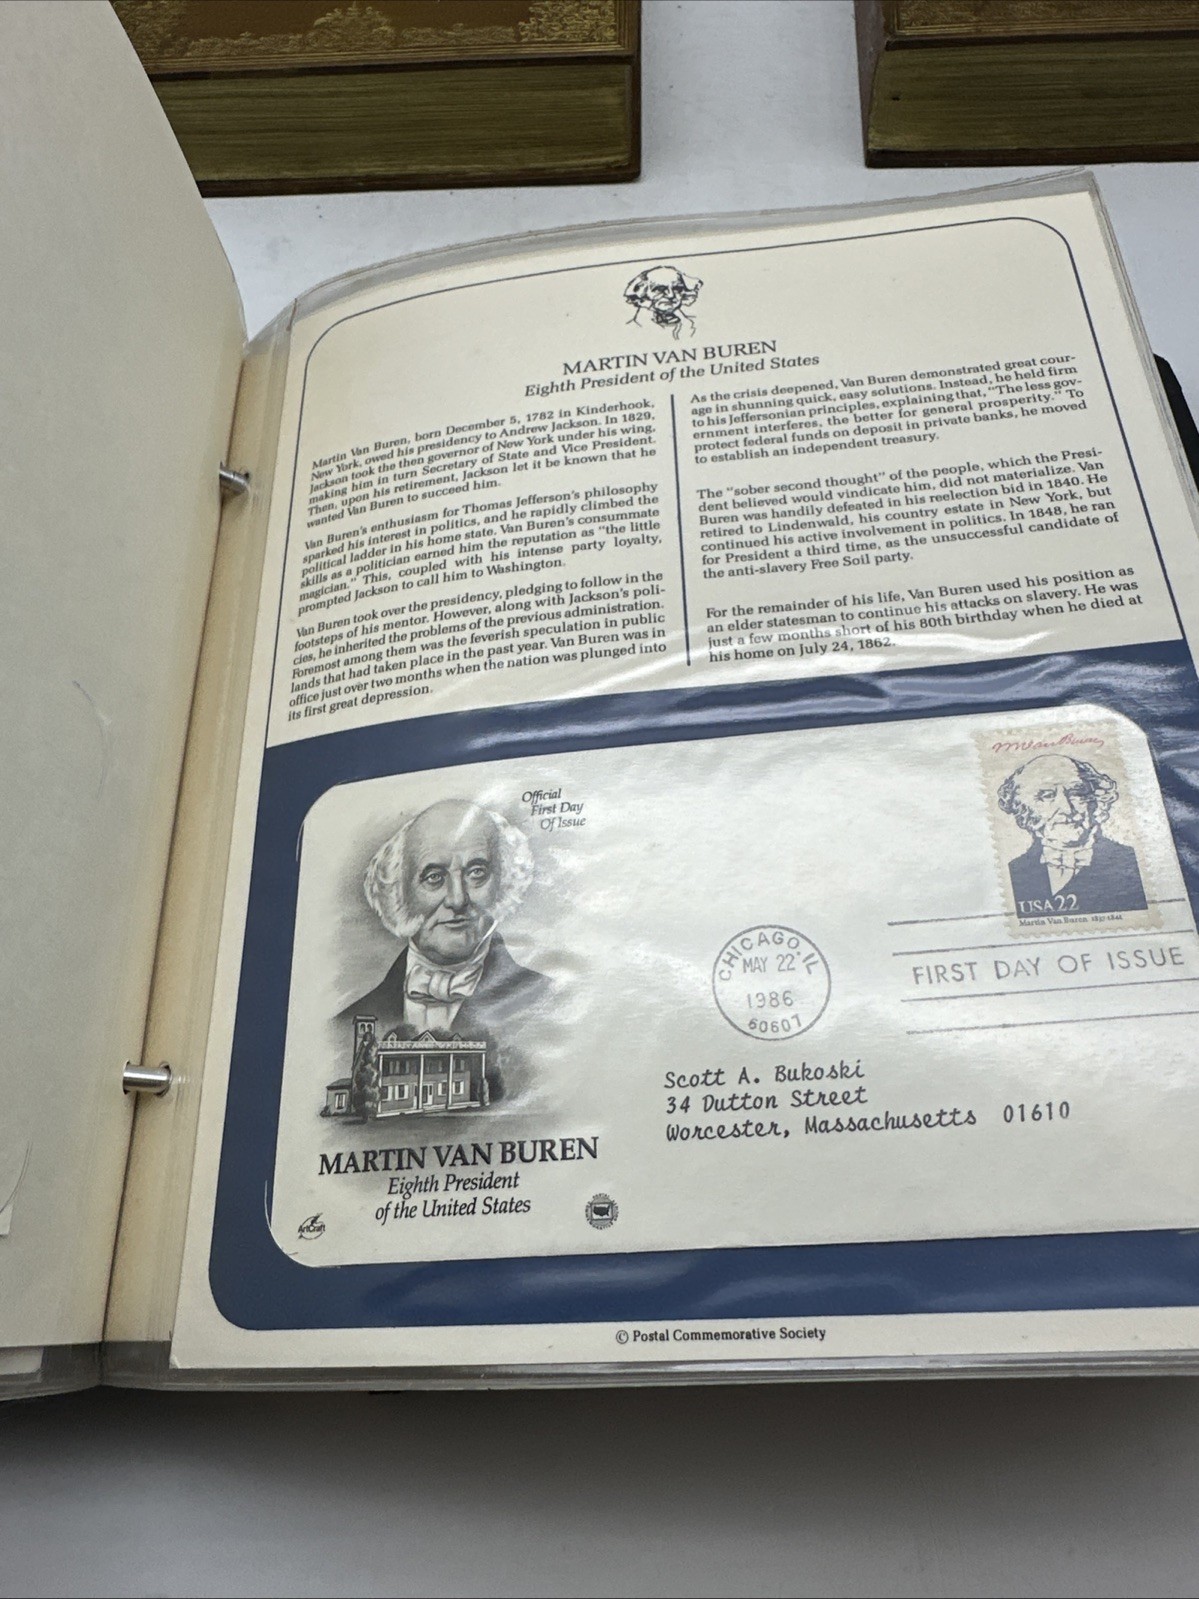 MARTIN VAN BUREN
Eighth President of the United States
Martin Van Buren, born December 5, 1782 in Kinderhook,
New York, owed his presidency to Andrew Jackson. In 1829,
Jackson took the then governor of New York under his wing,
making him in turn Secretary of State and Vice President.
Then, upon his retirement, Jackson let it be known that he
wanted Van Buren to succeed him.
Van Buren's enthusiasm for Thomas Jefferson's philosophy
sparked his interest in politics, and he rapidly climbed the
political ladder in his home state. Van Buren's consummate
skills as a politician earned him the reputation as "the little
magician." This, coupled with his intense party loyalty,
prompted Jackson to call him to Washington.
Van Buren took over the presidency, pledging to follow in the
footsteps of his mentor. However, along with Jackson's poli-
cies, he inherited the problems of the previous administration.
Foremost among them was the feverish speculation in public
lands that had taken place in the past year. Van Buren was in
office just over two months when the nation was plunged into
its first great depression.
As the crisis deepened, Van Buren demonstrated great cour-
age in shunning quick, easy solutions. Instead, he held firm
to his Jeffersonian principles, explaining that, "The less gov-
ernment interferes, the better for general prosperity." To
protect federal funds on deposit in private banks, he moved
to establish an independent treasury.
The "sober second thought" of the people, which the Presi-
dent believed would vindicate him, did not materialize. Van
Buren was handily defeated in his reelection bid in 1840. He
retired to Lindenwald, his country estate in New York, but
continued his active involvement in politics. In 1848, he ran
for President a third time, as the unsuccessful candidate of
the anti-slavery Free Soil party.
For the remainder of his life, Van Buren used his position as
an elder statesman to continue his attacks on slavery. He was
just a few months short of his 80th birthday when he died at
his home on July 24, 1862.
Official
First Day
Of Issue
M Van Buren
USA 22
Martin Van Buren 1837-1841
CHICAGO, IL
MAY 22
1986
60607
FIRST DAY OF ISSUE
Scott A. Bukoski
34 Dutton Street
Worcester, Massachusetts 01610
MARTIN VAN BUREN
Eighth President
of the United States
ArtCraft
© Postal Commemorative Society